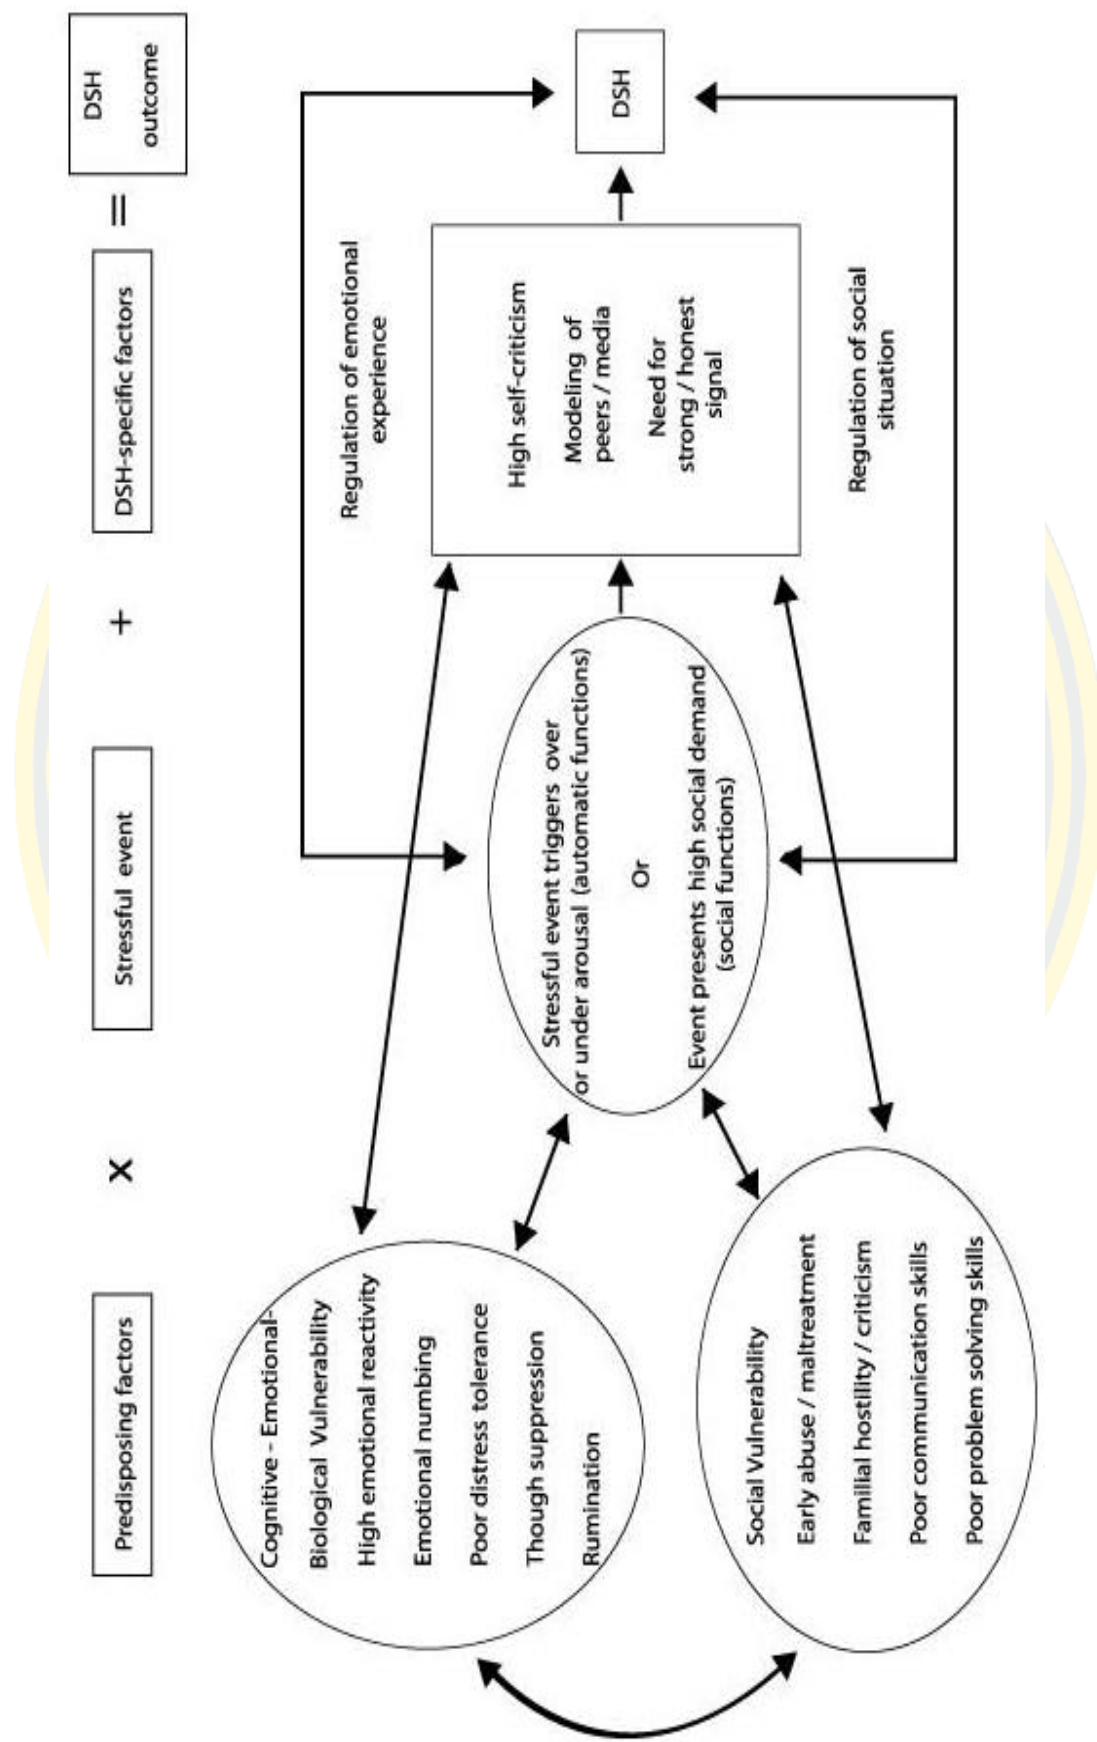 Predisposing factors
X
Stressful event
+
DSH-specific factors
=
DSH
outcome
Cognitive - Emotional-
Biological Vulnerability
High emotional reactivity
Emotional numbing
Poor distress tolerance
Though suppression
Rumination
Social Vulnerability
Early abuse / maltreatment
Familial hostility / criticism
Poor communication skills
Poor problem solving skills
Stressful event triggers over
or under arousal (automatic functions)
Or
Event presents high social demand
(social functions)
Regulation of emotional
experience
High self-criticism
Modeling of
peers / media
Need for
strong / honest
signal
Regulation of social
situation
DSH